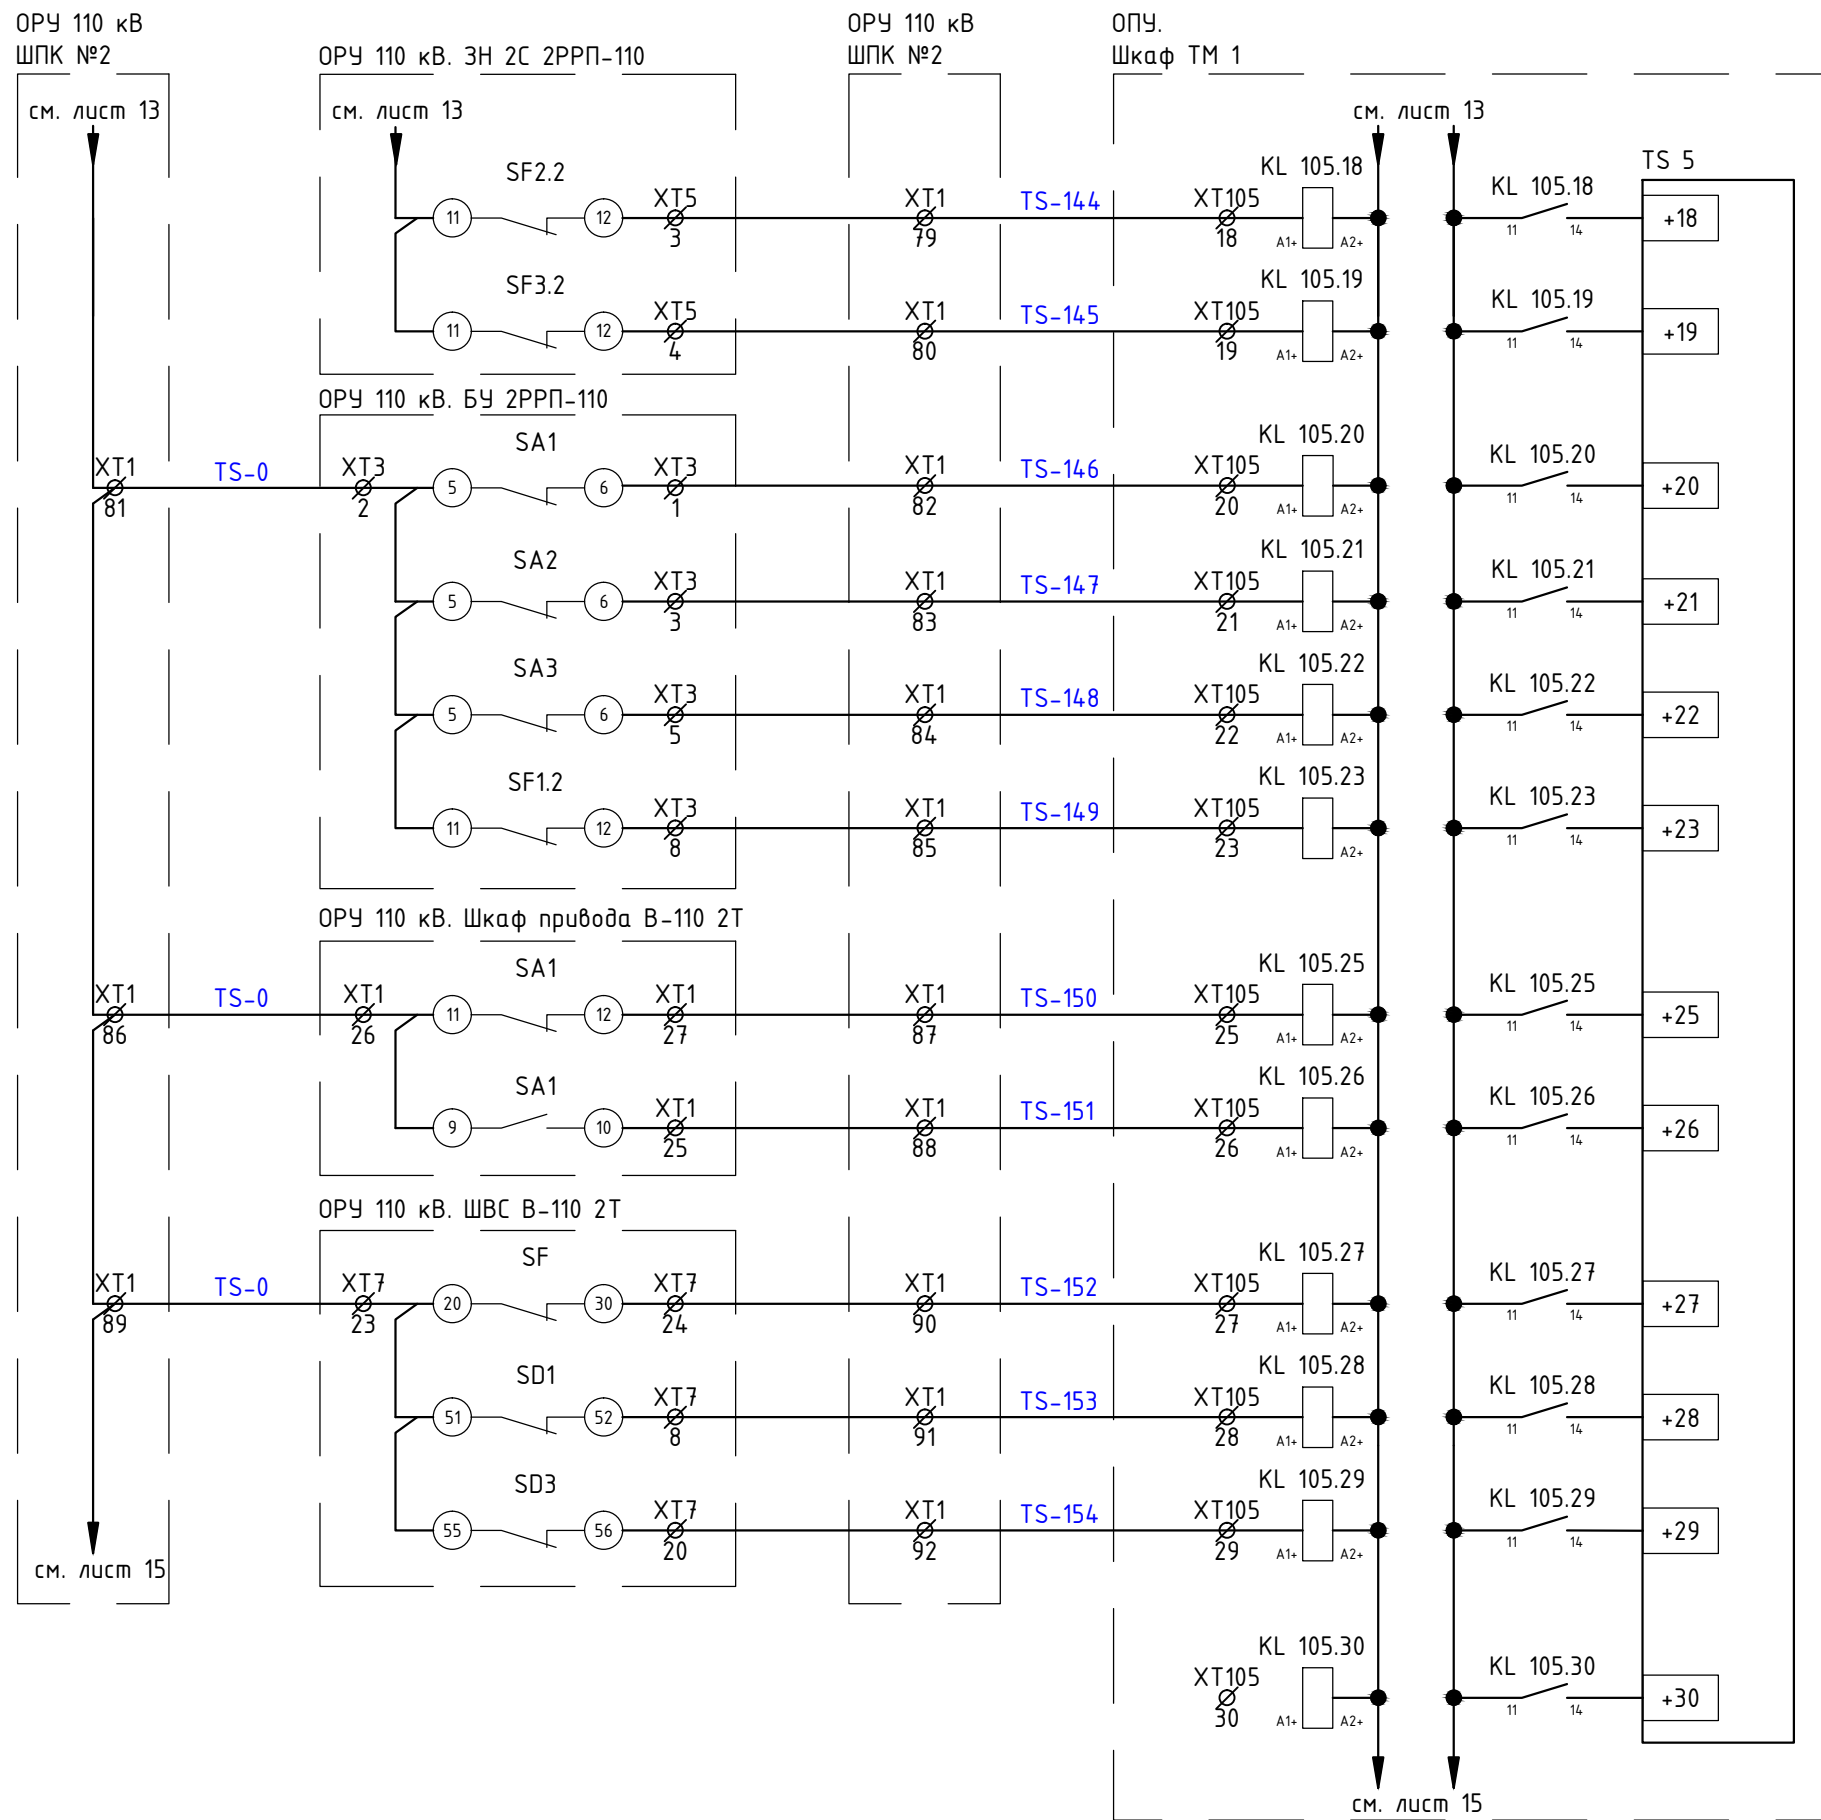 ОРУ 110 кВ
ШПК №2
ОРУ 110 кВ. ЗН 2С 2РРП-110
ОРУ 110 кВ
ШПК №2
ОПУ.
Шкаф ТМ 1
см. лист 13
см. лист 13
см. лист 13
TS 5
SF2.2
11
12
XT5
3
XT1
79
TS-144
XT105
18
KL 105.18
A1+
A2+
KL 105.18
11
14
+18
SF3.2
11
12
XT5
4
XT1
80
TS-145
XT105
19
KL 105.19
A1+
A2+
KL 105.19
11
14
+19
ОРУ 110 кВ. БУ 2РРП-110
XT1
81
TS-0
XT3
2
SA1
5
6
XT3
1
XT1
82
TS-146
XT105
20
KL 105.20
A1+
A2+
KL 105.20
11
14
+20
SA2
5
6
XT3
3
XT1
83
TS-147
XT105
21
KL 105.21
A1+
A2+
KL 105.21
11
14
+21
SA3
5
6
XT3
5
XT1
84
TS-148
XT105
22
KL 105.22
A1+
A2+
KL 105.22
11
14
+22
SF1.2
11
12
XT3
8
XT1
85
TS-149
XT105
23
KL 105.23
A2+
KL 105.23
11
14
+23
ОРУ 110 кВ. Шкаф привода В-110 2Т
XT1
86
TS-0
XT1
26
SA1
11
12
XT1
27
XT1
87
TS-150
XT105
25
KL 105.25
A1+
A2+
KL 105.25
11
14
+25
SA1
9
10
XT1
25
XT1
88
TS-151
XT105
26
KL 105.26
A1+
A2+
KL 105.26
11
14
+26
ОРУ 110 кВ. ШВС В-110 2Т
XT1
89
TS-0
XT7
23
SF
20
30
XT7
24
XT1
90
TS-152
XT105
27
KL 105.27
A1+
A2+
KL 105.27
11
14
+27
SD1
51
52
XT7
8
XT1
91
TS-153
XT105
28
KL 105.28
A1+
A2+
KL 105.28
11
14
+28
SD3
55
56
XT7
20
XT1
92
TS-154
XT105
29
KL 105.29
A1+
A2+
KL 105.29
11
14
+29
см. лист 15
XT105
30
KL 105.30
A1+
A2+
KL 105.30
11
14
+30
см. лист 15